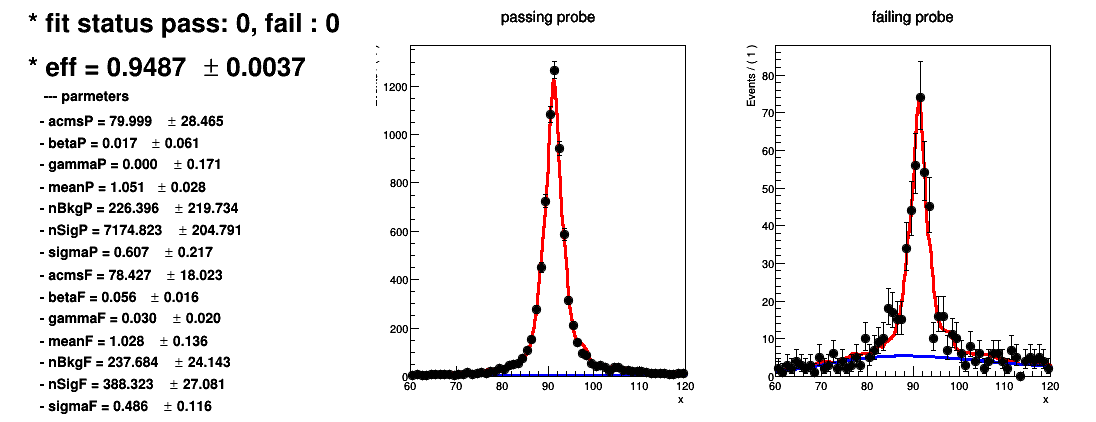 * fit status pass: 0, fail : 0
* eff = 0.9487 ± 0.0037
--- parmeters
- acmsP = 79.999 ± 28.465
- betaP = 0.017 ± 0.061
- gammaP = 0.000 ± 0.171
- meanP = 1.051 ± 0.028
- nBkgP = 226.396 ± 219.734
- nSigP = 7174.823 ± 204.791
- sigmaP = 0.607 ± 0.217
- acmsF = 78.427 ± 18.023
- betaF = 0.056 ± 0.016
- gammaF = 0.030 ± 0.020
- meanF = 1.028 ± 0.136
- nBkgF = 237.684 ± 24.143
- nSigF = 388.323 ± 27.081
- sigmaF = 0.486 ± 0.116
passing probe
1200
1000
800
600
400
200
0
60 70 80 90 100 110 120
x
failing probe
Events / ( 1 )
80
70
60
50
40
30
20
10
0
60 70 80 90 100 110 120
x